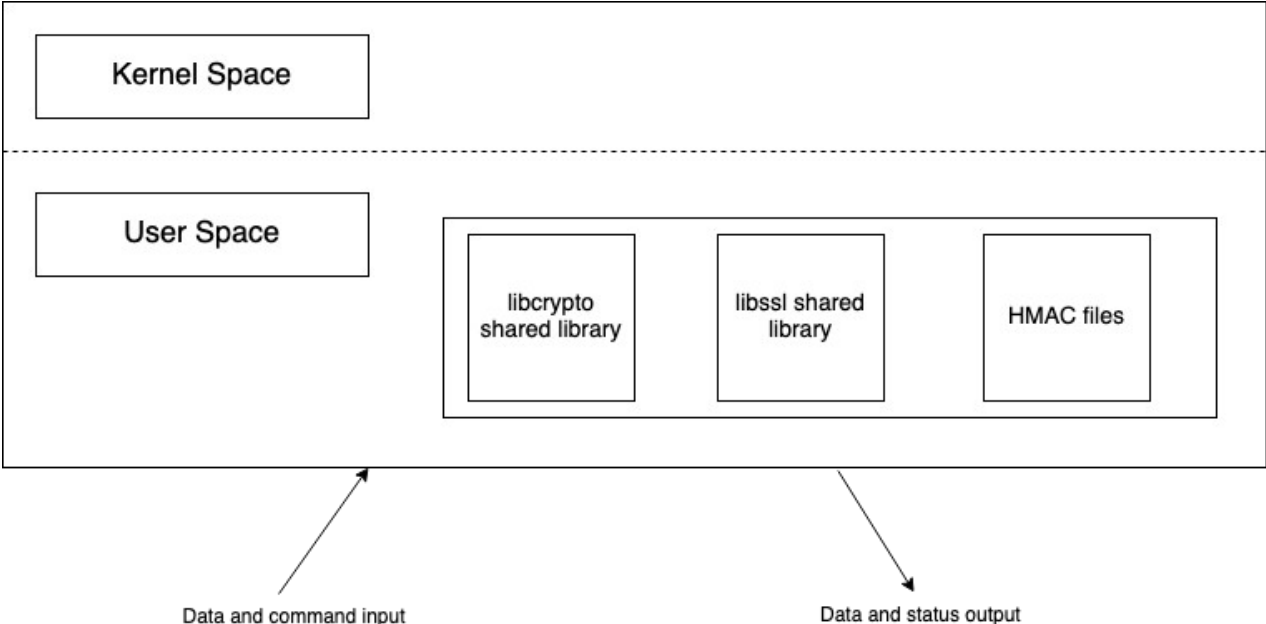 Kernel Space
User Space
libcrypto
shared library
libssl shared
library
HMAC files
Data and command input
Data and status output